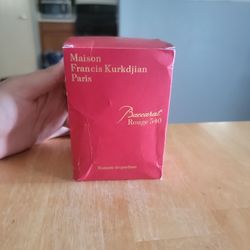 Maison
Francis Kurkdjian
Paris
Baccarat
Rouge 540